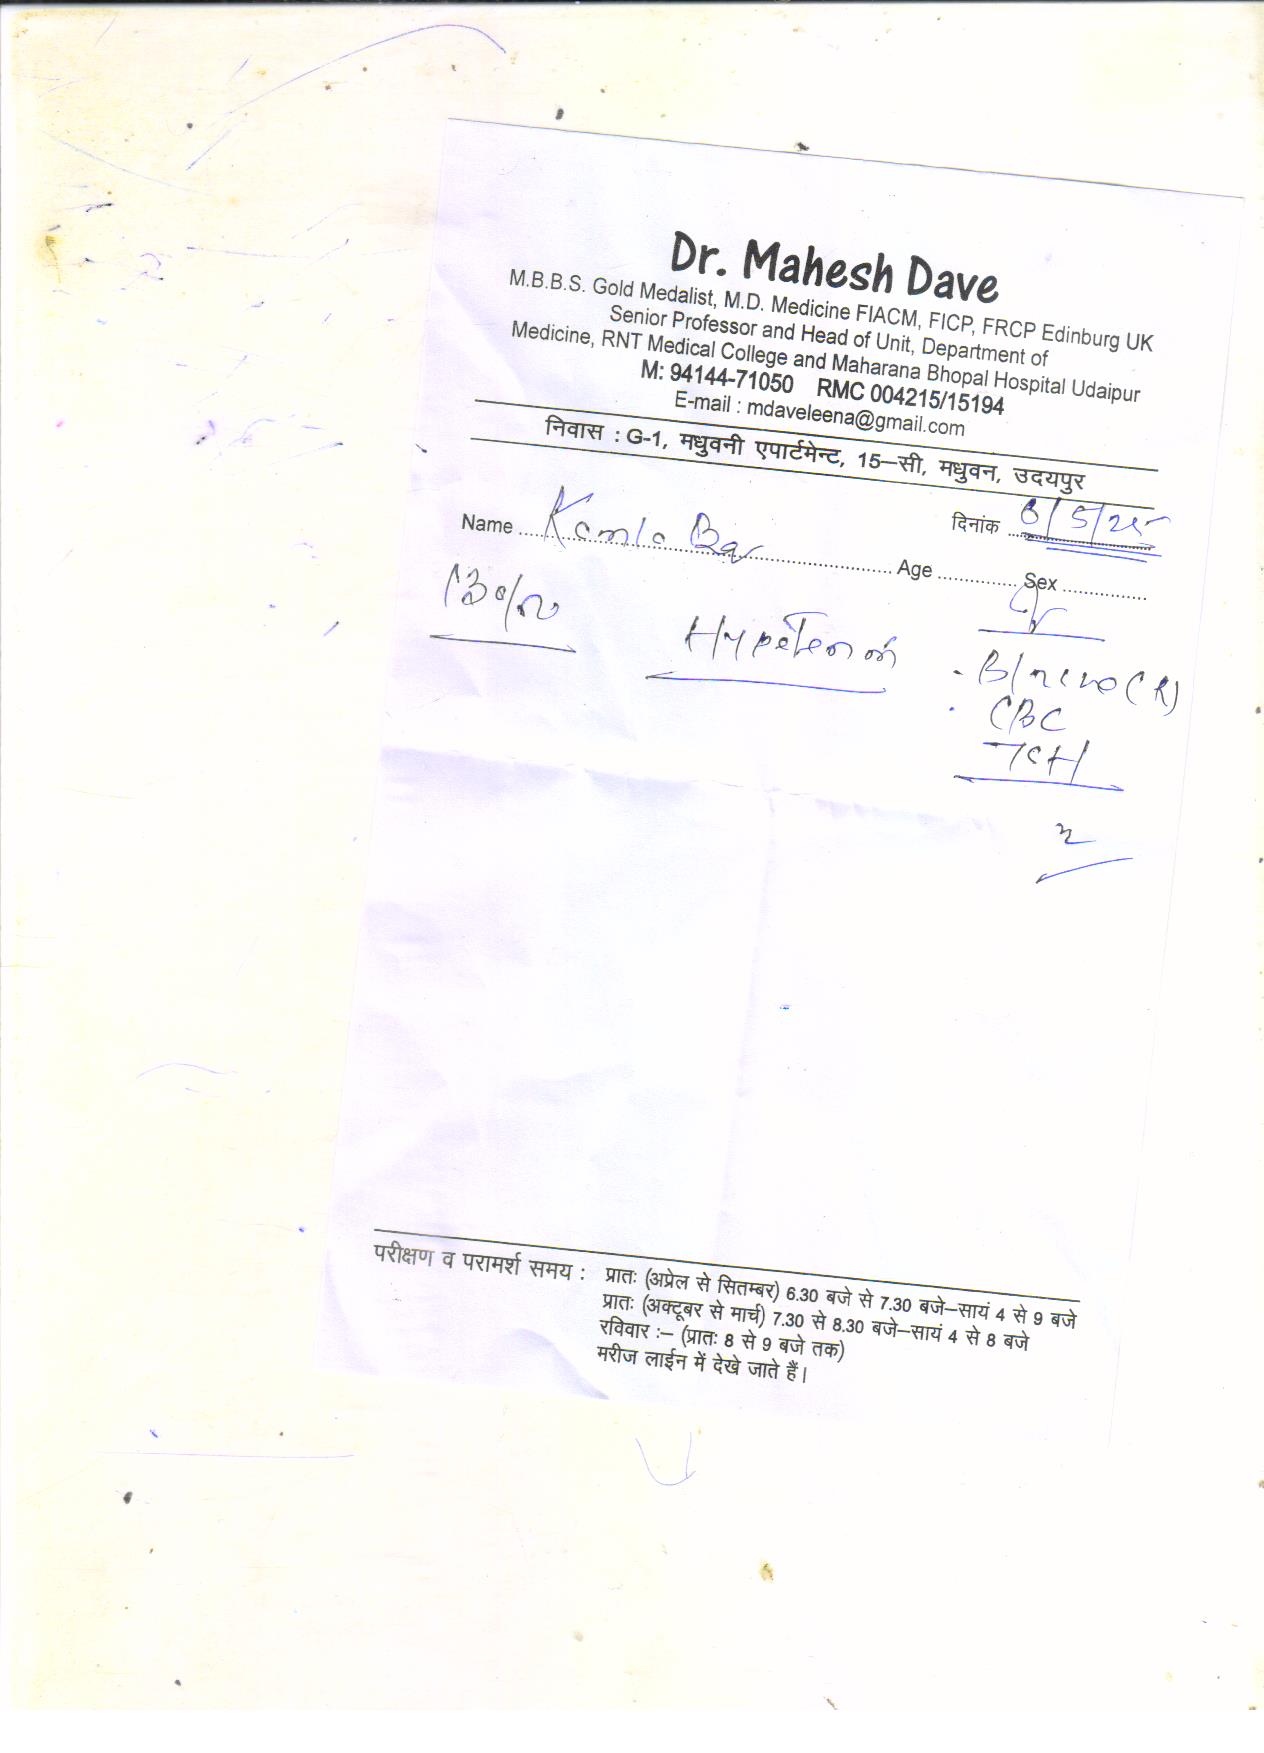 Dr. Mahesh Dave
M.B.B.S. Gold Medalist, M.D. Medicine FIACM, FICP, FRCP Edinburg UK
Senior Professor and Head of Unit, Department of
Medicine, RNT Medical College and Maharana Bhopal Hospital Udaipur
M: 94144-71050 RMC 004215/15194
E-mail : mdaveleena@gmail.com
निवास : G-1, मधुवनी एपार्टमेन्ट, 15–सी, मधुवन, उदयपुर
दिनांक /5/25
Name Kamla Bai Age Sex
Hypertension
CBC
परीक्षण व परामर्श समय : प्रातः (अप्रेल से सितम्बर) 6.30 बजे से 7.30 बजे–सायं 4 से 9 बजे
प्रातः (अक्टूबर से मार्च) 7.30 से 8.30 बजे–सायं 4 से 8 बजे
रविवार :– (प्रातः 8 से 9 बजे तक)
मरीज लाईन में देखे जाते हैं।